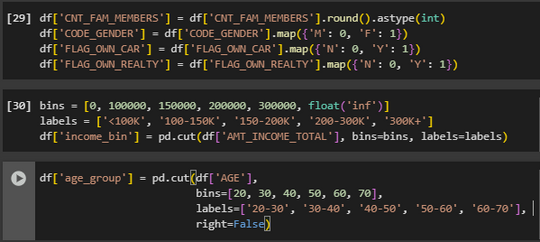 [29] df['CNT_FAM_MEMBERS'] = df['CNT_FAM_MEMBERS'].round().astype(int)
df['CODE_GENDER'] = df['CODE_GENDER'].map({'M': 0, 'F': 1})
df['FLAG_OWN_CAR'] = df['FLAG_OWN_CAR'].map({'N': 0, 'Y': 1})
df['FLAG_OWN_REALTY'] = df['FLAG_OWN_REALTY'].map({'N': 0, 'Y': 1})
[30] bins = [0, 100000, 150000, 200000, 300000, float('inf')]
labels = ['<100K', '100-150K', '150-200K', '200-300K', '300K+']
df['income_bin'] = pd.cut(df['AMT_INCOME_TOTAL'], bins=bins, labels=labels)
df['age_group'] = pd.cut(df['AGE'],
bins=[20, 30, 40, 50, 60, 70],
labels=['20-30', '30-40', '40-50', '50-60', '60-70'],
right=False)